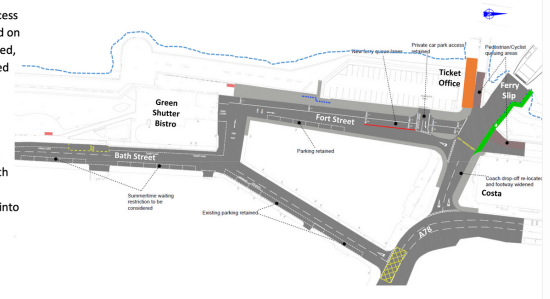 cess
d on
ed,
ed
th
into
New ferry queue lanes
Private car park access
retained
Pedestrian/Cyclist
queuing areas
Ticket
Office
Ferry
Slip
Green
Shutter
Bistro
Fort Street
Bath Street
Parking retained
Summertime waiting
restriction to be
considered
Existing parking retained
Coach drop-off re-locate
and footway widened
Costa
A78